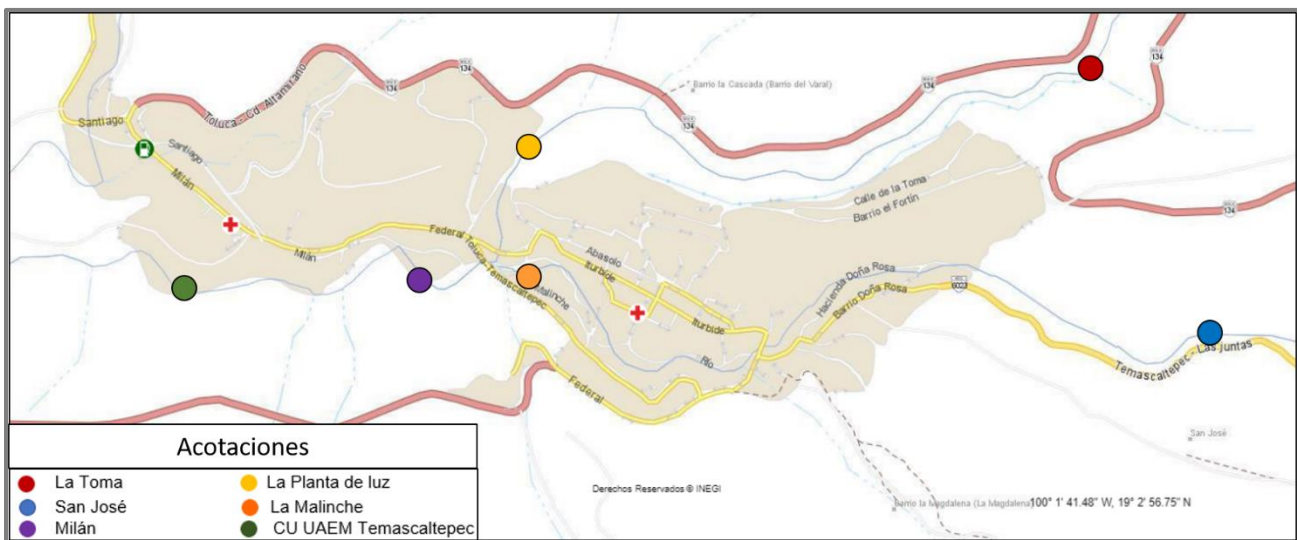 MEX
134
Barrio la Cascada (Barrio del Varal)
Toluca - Cd. Altamirano
134
134
134
134
134
Santiago
Santiago
Milán
Milán
Calle de la Toma
Barrio el Fortín
134
Federal Toluca-Temascaltepec
Abasolo
Iturbide
Malinche
Hacienda Doña Rosa
Barrio Doña Rosa
Iturbide
Río
Temascaltepec - Las Juntas
Federal
San José
Acotaciones
La Toma
La Planta de luz
San José
La Malinche
Milán
CU UAEM Temascaltepec
Derechos Reservados © INEGI
Barrio la Magdalena (La Magdalena)
100° 1' 41.48" W, 19° 2' 56.75" N